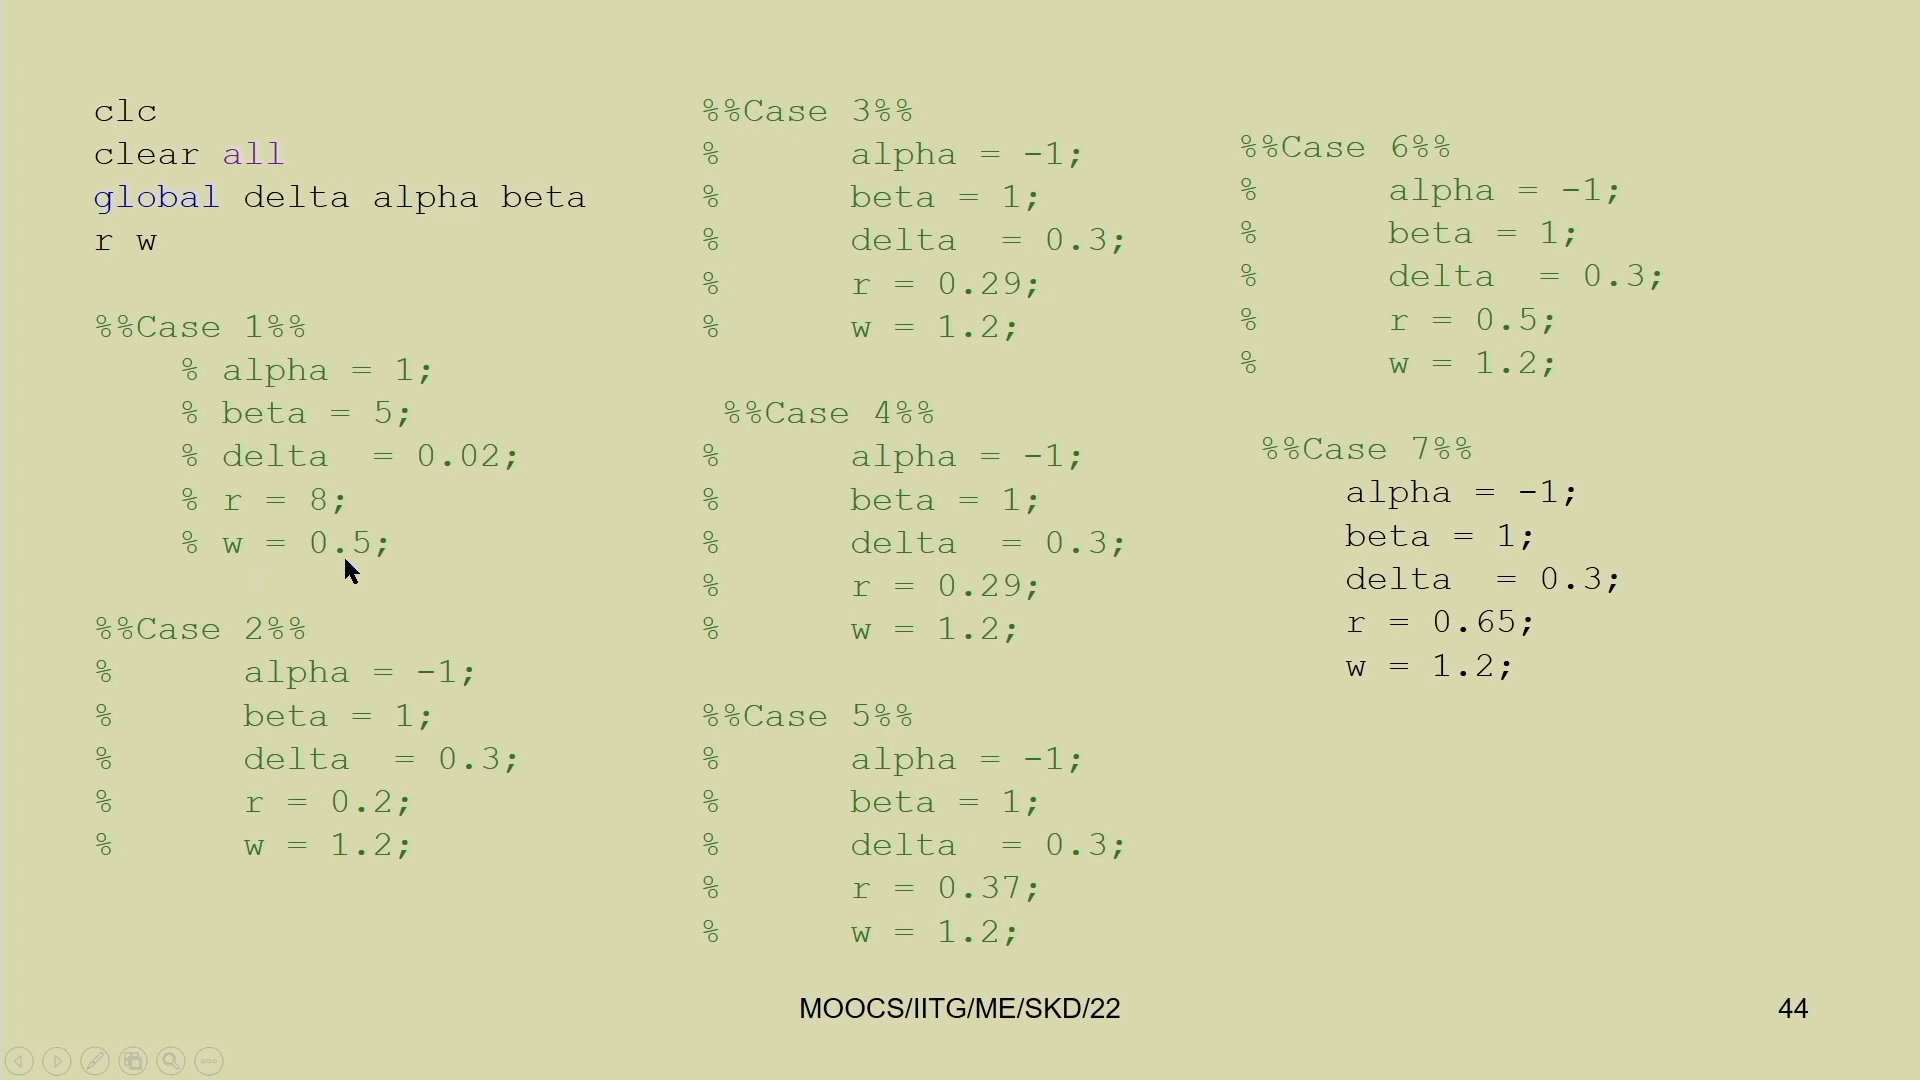 clc
clear all
global delta alpha beta
r w
%%Case 1%%
% alpha = 1;
% beta = 5;
% delta  = 0.02;
% r = 8;
% w = 0.5;
%%Case 2%%
%      alpha = -1;
%      beta = 1;
%      delta  = 0.3;
%      r = 0.2;
%      w = 1.2;
%%Case 3%%
%      alpha = -1;
%      beta = 1;
%      delta  = 0.3;
%      r = 0.29;
%      w = 1.2;
%%Case 4%%
%      alpha = -1;
%      beta = 1;
%      delta  = 0.3;
%      r = 0.29;
%      w = 1.2;
%%Case 5%%
%      alpha = -1;
%      beta = 1;
%      delta  = 0.3;
%      r = 0.37;
%      w = 1.2;
%%Case 6%%
%      alpha = -1;
%      beta = 1;
%      delta  = 0.3;
%      r = 0.5;
%      w = 1.2;
%%Case 7%%
alpha = -1;
beta = 1;
delta  = 0.3;
r = 0.65;
w = 1.2;
MOOCS/IITG/ME/SKD/22
44